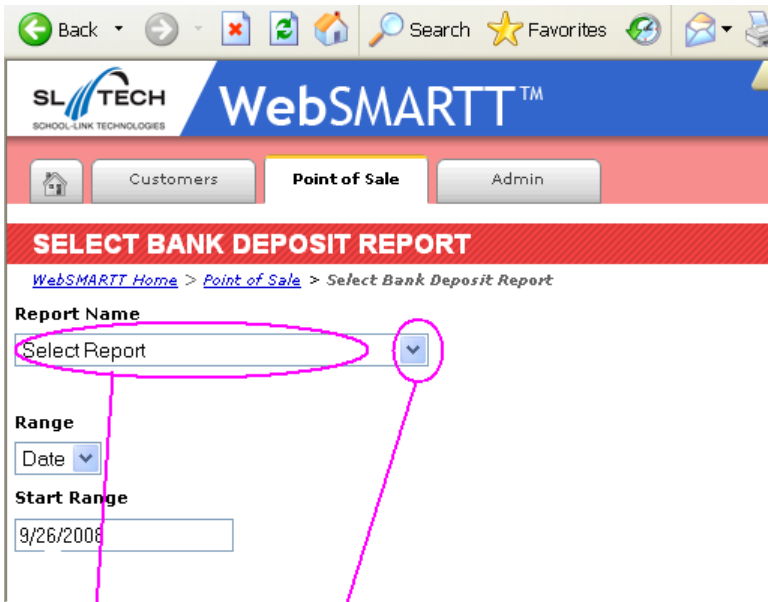 Back Search Favorites
SL TECH
SCHOOL-LINK TECHNOLOGIES
WebSMARTT™
Customers Point of Sale Admin
SELECT BANK DEPOSIT REPORT
WebSMARTT Home > Point of Sale > Select Bank Deposit Report
Report Name
Select Report
Range
Date
Start Range
9/26/2008